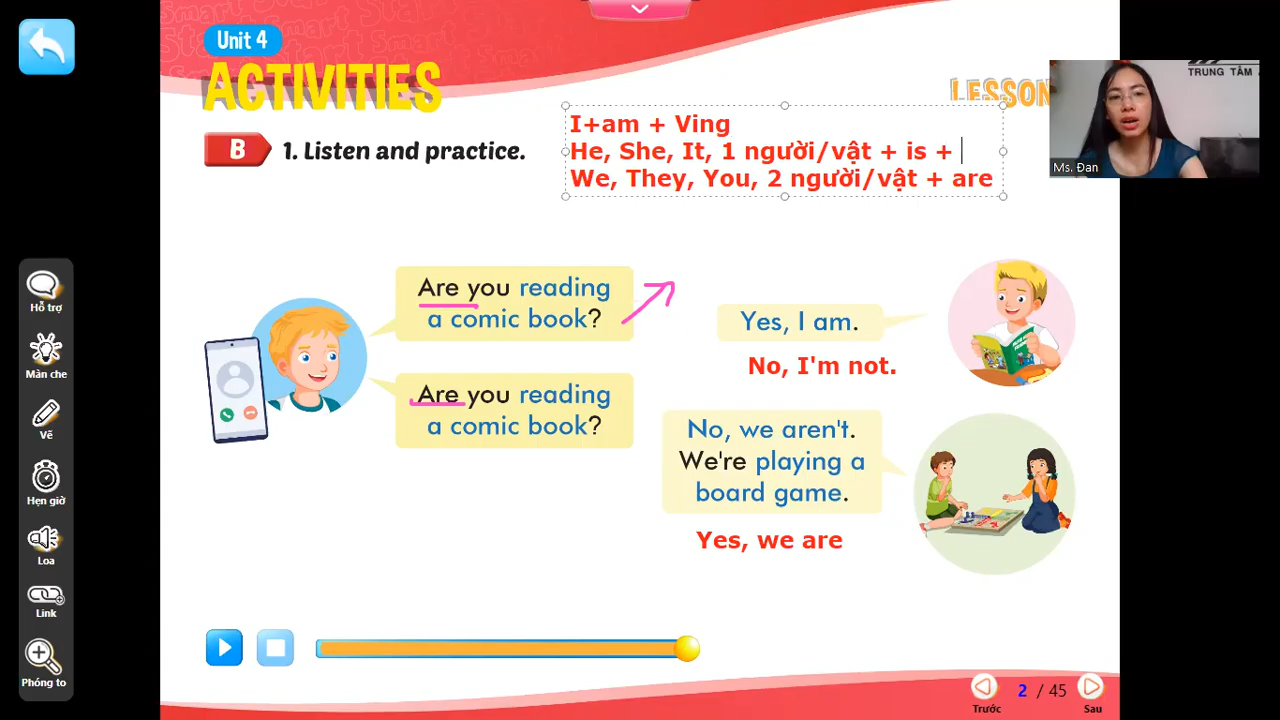 Unit 4
ACTIVITIES
LESSON
TRUNG TÂM
Ms. Đan
B 1. Listen and practice.
I+am + Ving
He, She, It, 1 người/vật + is +
We, They, You, 2 người/vật + are
Are you reading
a comic book?
Yes, I am.
No, I'm not.
Are you reading
a comic book?
No, we aren't.
We're playing a
board game.
Yes, we are
Hỗ trợ
Màn che
Vẽ
Hẹn giờ
Loa
Link
Phóng to
2 / 45
Trước
Sau